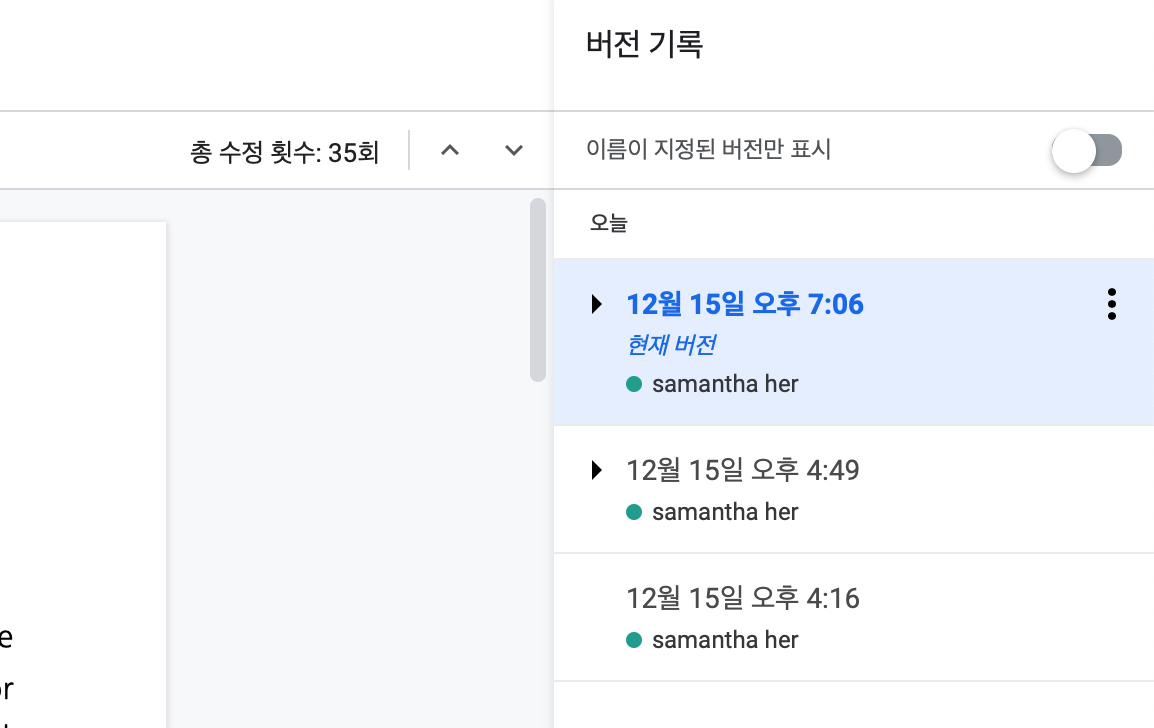 버전 기록
총 수정 횟수: 35회
이름이 지정된 버전만 표시
오늘
12월 15일 오후 7:06
현재 버전
samantha her
12월 15일 오후 4:49
samantha her
12월 15일 오후 4:16
samantha her
e
or